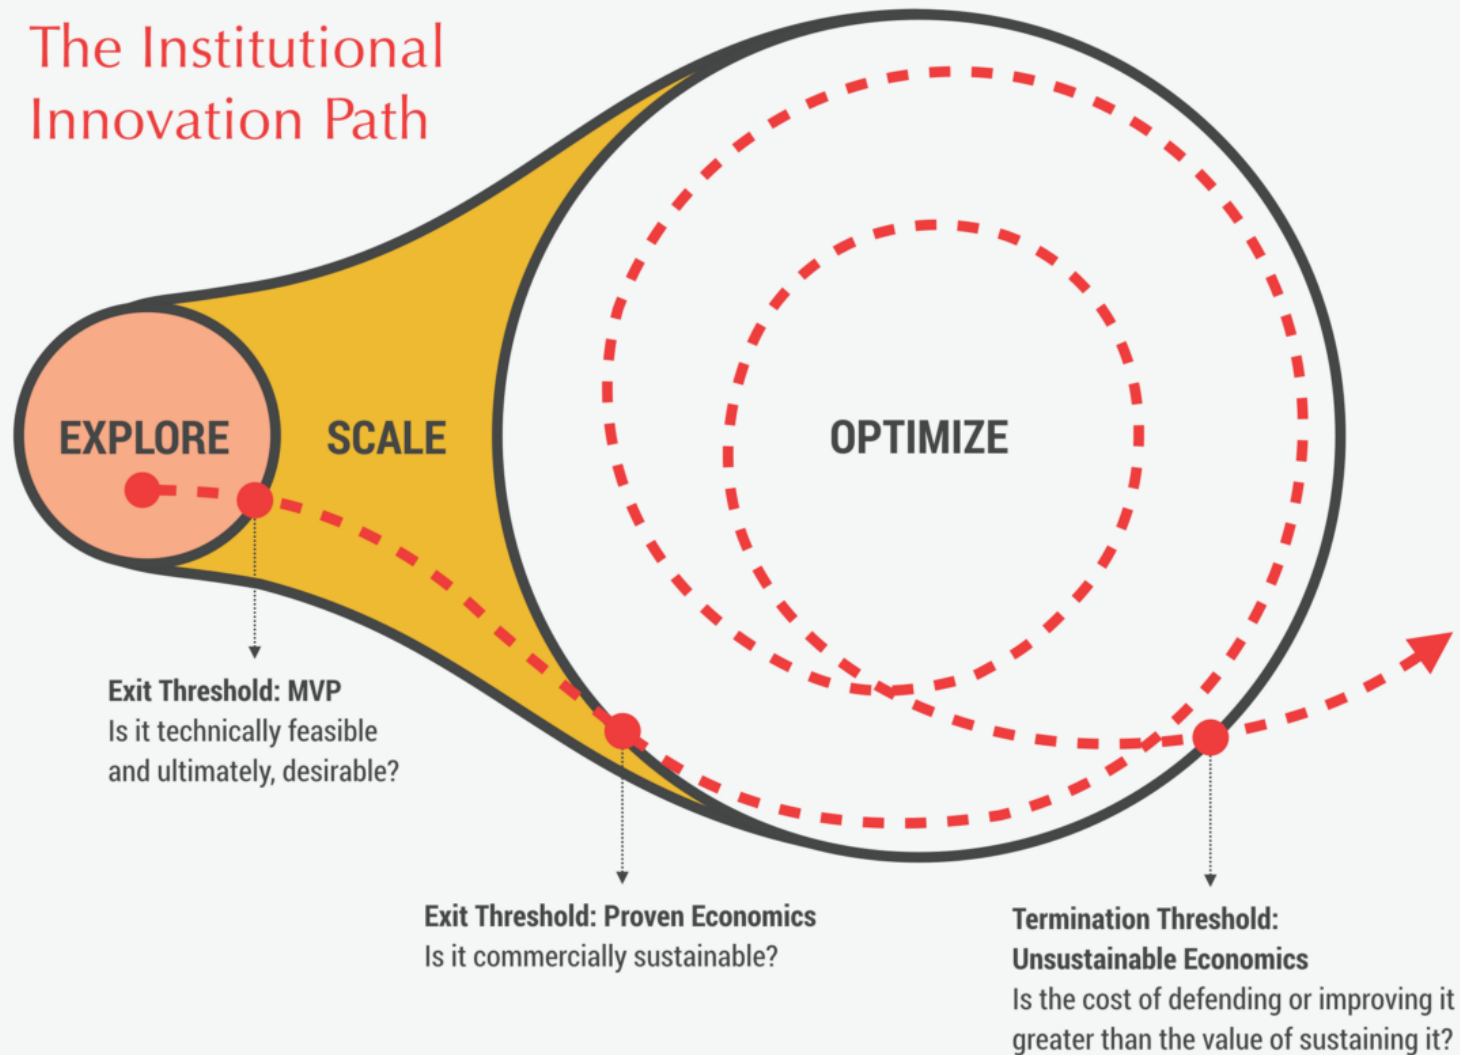 The Institutional
Innovation Path
EXPLORE
SCALE
OPTIMIZE
Exit Threshold: MVP
Is it technically feasible
and ultimately, desirable?
Exit Threshold: Proven Economics
Is it commercially sustainable?
Termination Threshold:
Unsustainable Economics
Is the cost of defending or improving it
greater than the value of sustaining it?